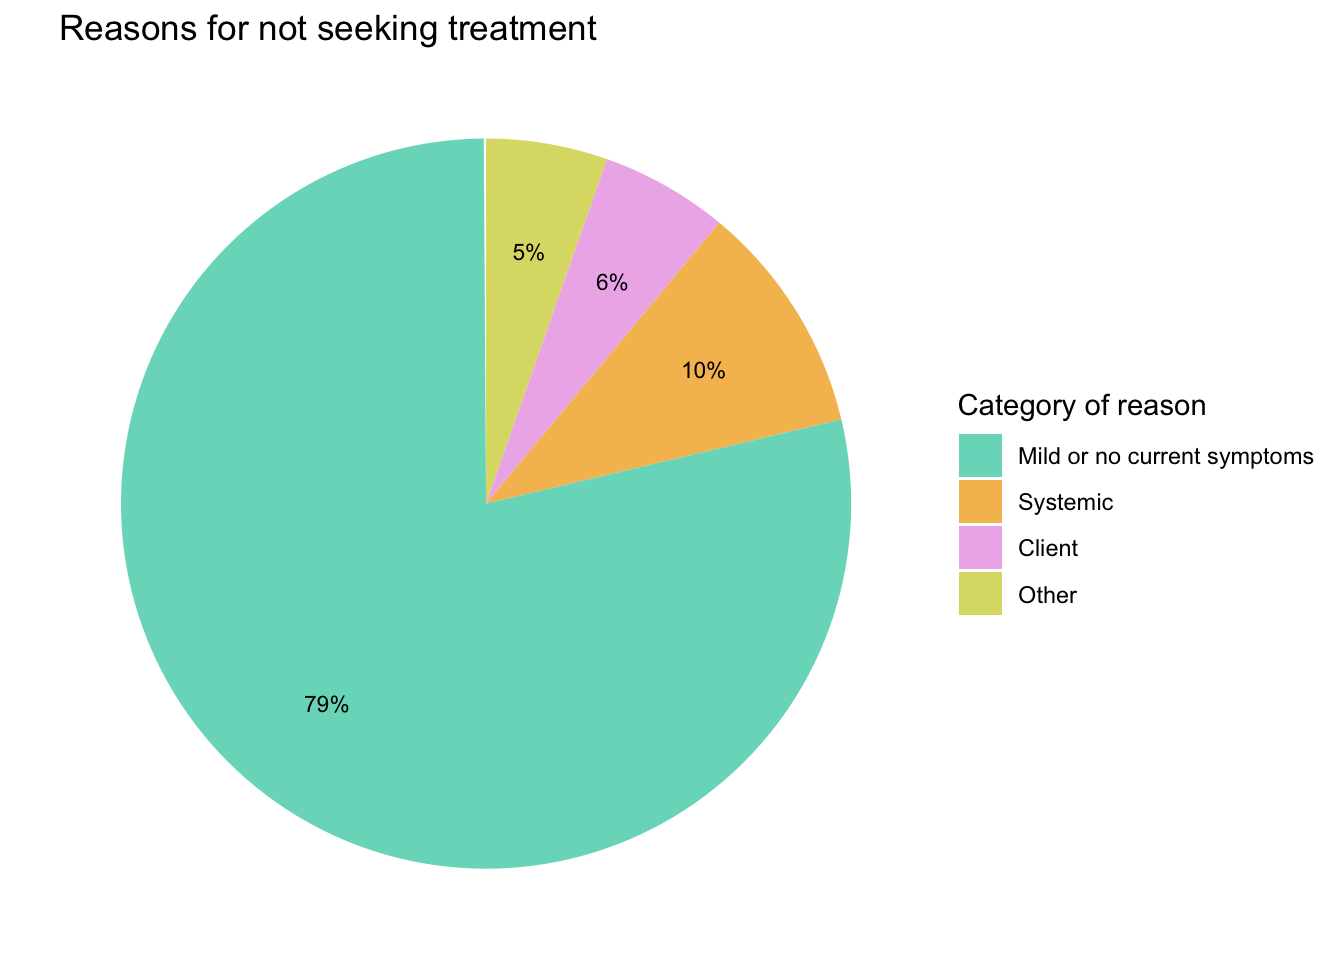 Reasons for not seeking treatment
5%
6%
10%
79%
Category of reason
Mild or no current symptoms
Systemic
Client
Other